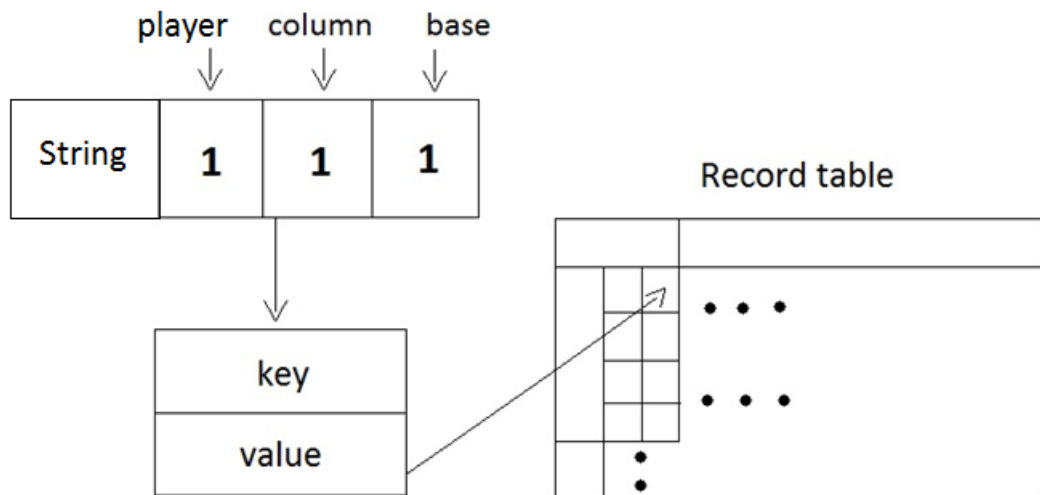 player column base
String 1 1 1
Record table
key
value